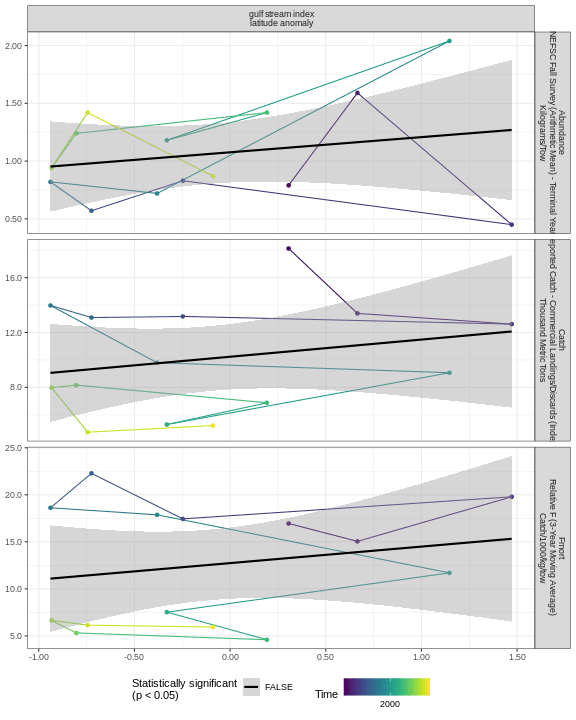 gulf stream index
latitude anomaly
2.00
1.50
1.00
0.50
Abundance
NEFSC Fall Survey (Arithmetic Mean) - Terminal Year
Kilograms/tow
16.0
12.0
8.0
Catch
Catch - Commercial Landings/Discards
Thousand Metric Tons
25.0
20.0
15.0
10.0
5.0
Fmort
Relative F (3-Year Moving Average)
Catch/1000/kg/tow
-1.00
-0.50
0.00
0.50
1.00
1.50
Statistically significant
(p < 0.05)
FALSE
Time
2000